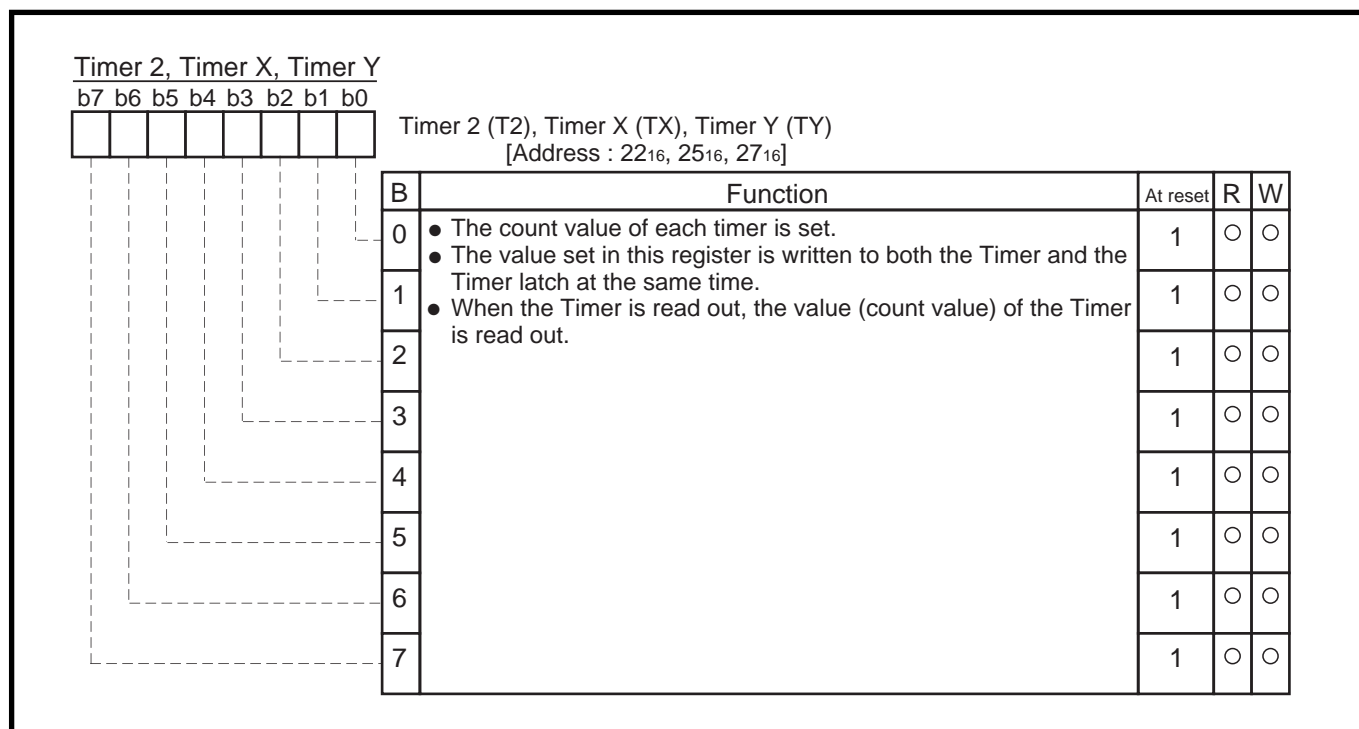 Timer 2, Timer X, Timer Y
b7 b6 b5 b4 b3 b2 b1 b0
Timer 2 (T2), Timer X (TX), Timer Y (TY)
[Address : 2216, 2516, 2716]
B Function At reset R W
0 ● The count value of each timer is set. 1 ○ ○
● The value set in this register is written to both the Timer and the
Timer latch at the same time.
1 1 ○ ○
● When the Timer is read out, the value (count value) of the Timer
is read out.
2 1 ○ ○
3 1 ○ ○
4 1 ○ ○
5 1 ○ ○
6 1 ○ ○
7 1 ○ ○